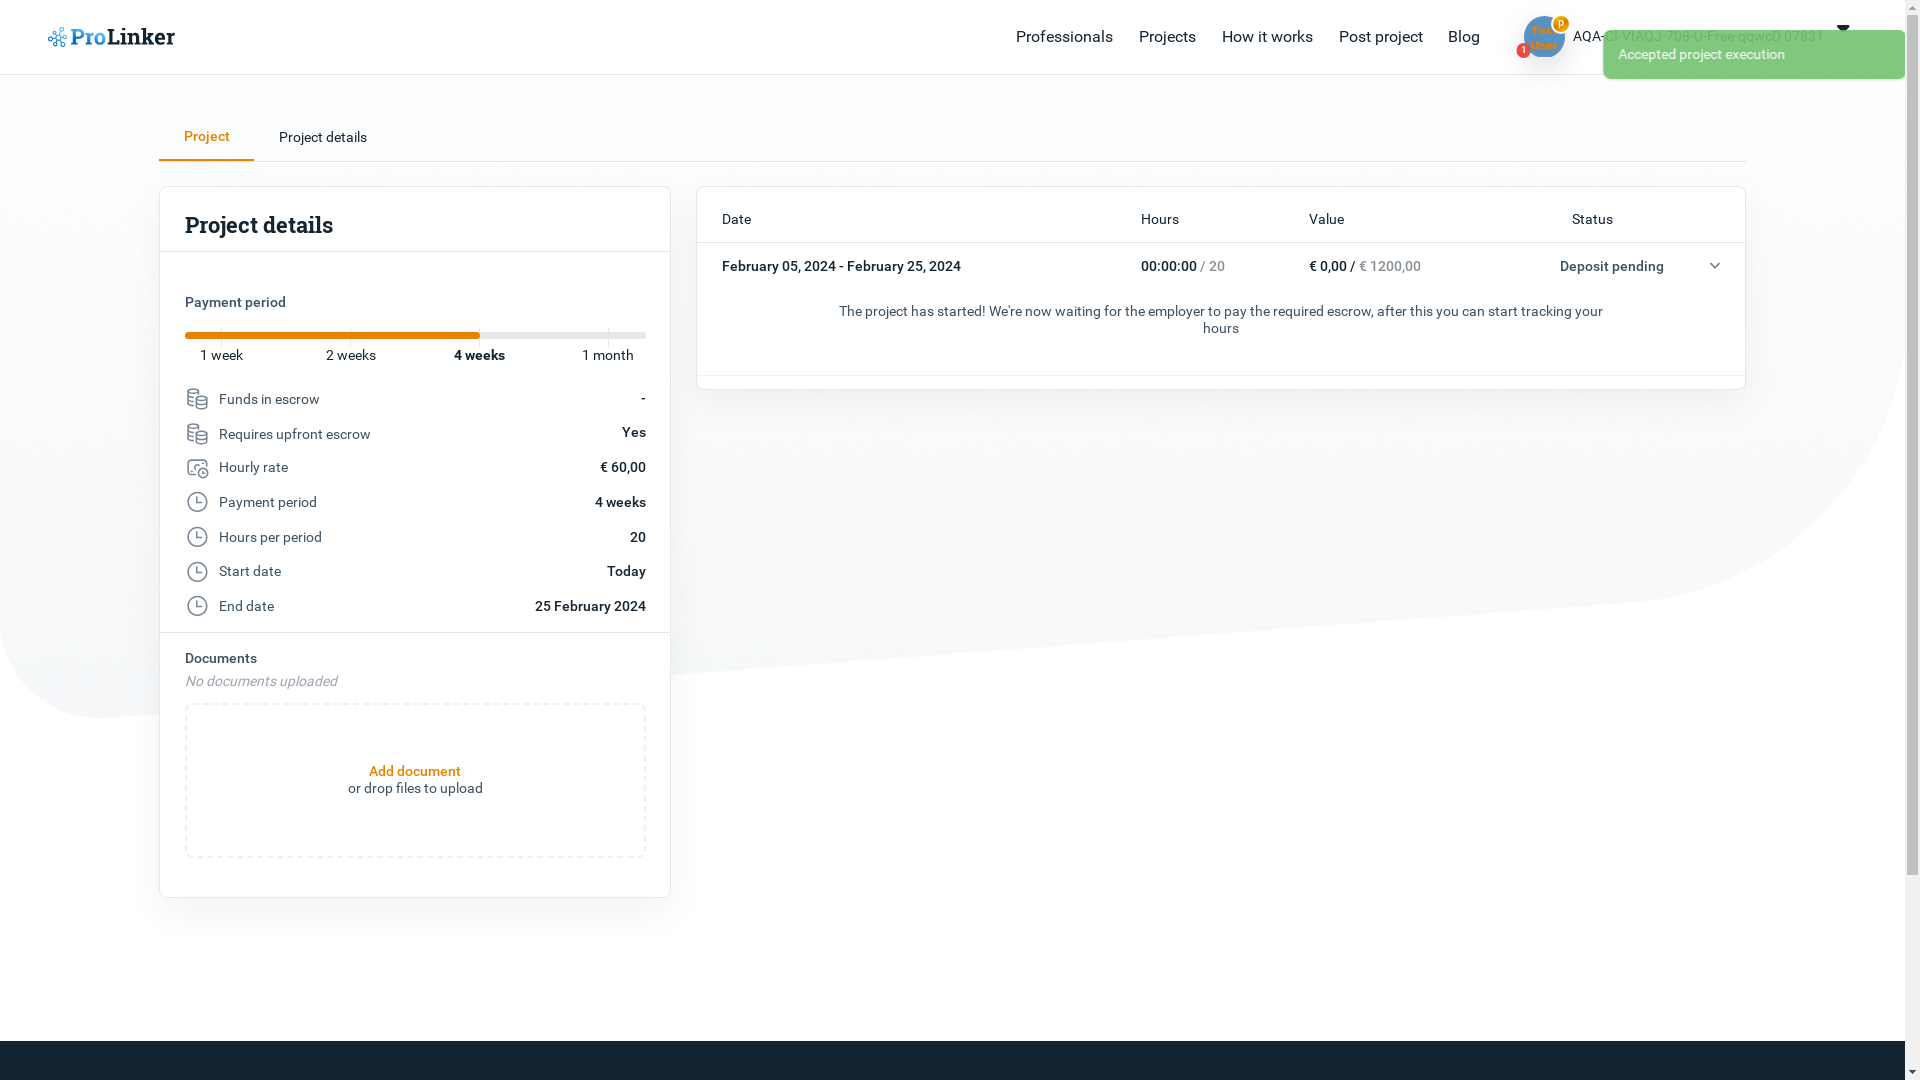 ProLinker
Professionals
Projects
How it works
Post project
Blog
Test
User
p
1
AQA-CI-VIAQJ-708-U-Free-qqwcD 07831
Accepted project execution
Project
Project details
Project details
Payment period
1 week
2 weeks
4 weeks
1 month
Funds in escrow -
Requires upfront escrow Yes
Hourly rate € 60,00
Payment period 4 weeks
Hours per period 20
Start date Today
End date 25 February 2024
Documents
No documents uploaded
Add document
or drop files to upload
Date Hours Value Status
February 05, 2024 - February 25, 2024 00:00:00 / 20 € 0,00 / € 1200,00 Deposit pending
The project has started! We're now waiting for the employer to pay the required escrow, after this you can start tracking your
hours